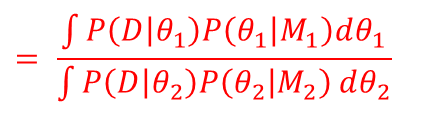 = ∫ P(D|θ₁)P(θ₁|M₁)dθ₁
∫ P(D|θ₂)P(θ₂|M₂) dθ₂